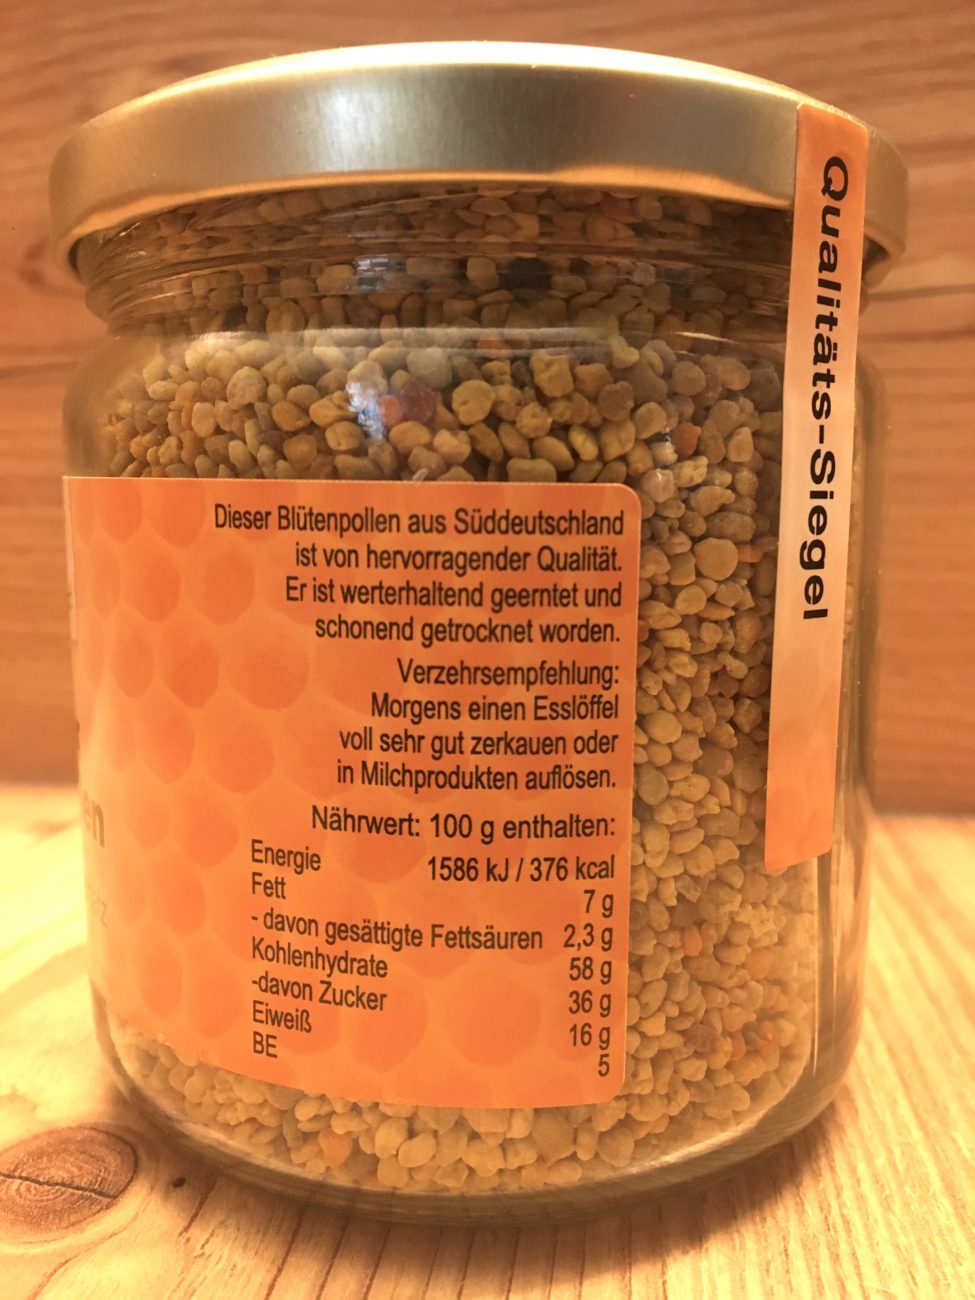 Qualitäts-Siegel
Dieser Blütenpollen aus Süddeutschland
ist von hervorragender Qualität.
Er ist werterhaltend geerntet und
schonend getrocknet worden.
Verzehrsempfehlung:
Morgens einen Esslöffel
voll sehr gut zerkauen oder
in Milchprodukten auflösen.
Nährwert: 100 g enthalten:
Energie 1586 kJ / 376 kcal
Fett 7 g
- davon gesättigte Fettsäuren 2,3 g
Kohlenhydrate 58 g
-davon Zucker 36 g
Eiweiß 16 g
BE 5